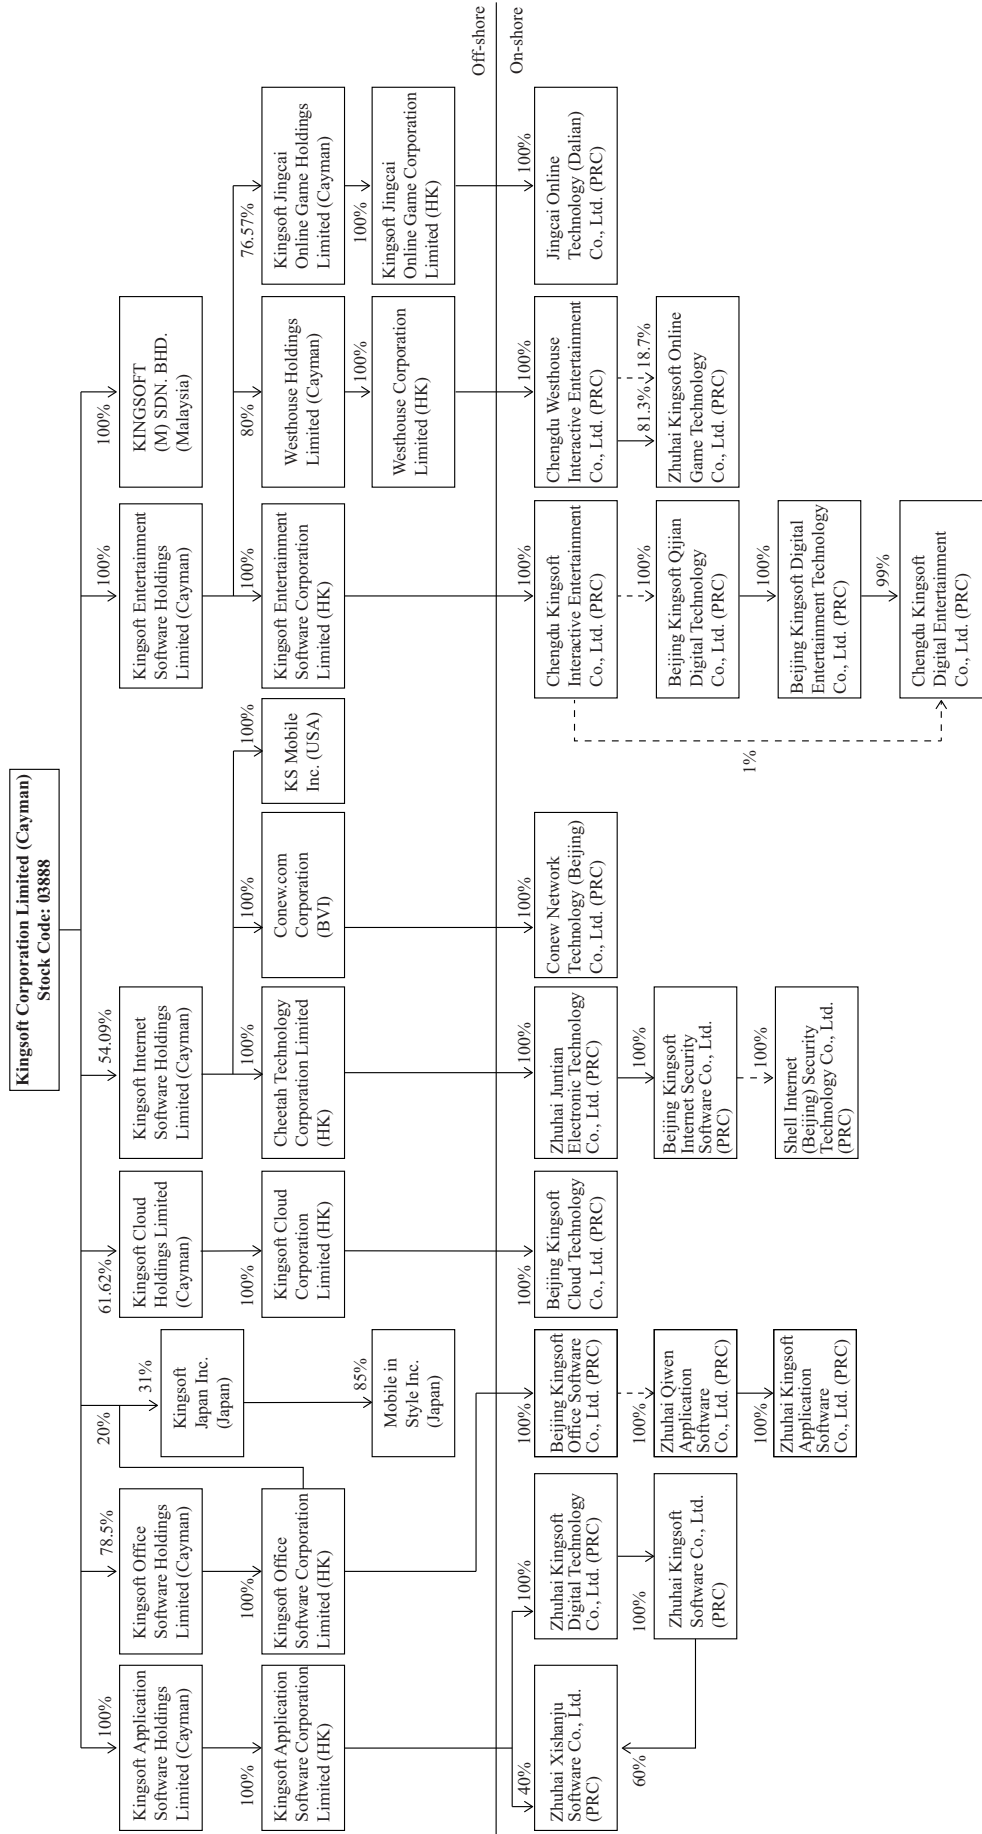 Kingsoft Corporation Limited (Cayman)
Stock Code: 03888
100%
78.5%
20%
31%
61.62%
54.09%
100%
100%
Kingsoft Application
Software Holdings
Limited (Cayman)
Kingsoft Office
Software Holdings
Limited (Cayman)
Kingsoft
Japan Inc.
(Japan)
Kingsoft Cloud
Holdings Limited
(Cayman)
Kingsoft Internet
Software Holdings
Limited (Cayman)
Kingsoft Entertainment
Software Holdings
Limited (Cayman)
KINGSOFT
(M) SDN. BHD.
(Malaysia)
100%
100%
85%
100%
100%
100%
100%
100%
80%
76.57%
Kingsoft Application
Software Corporation
Limited (HK)
Kingsoft Office
Software Corporation
Limited (HK)
Mobile in
Style Inc.
(Japan)
Kingsoft Cloud
Corporation
Limited (HK)
Cheetah Technology
Corporation Limited
(HK)
Conew.com
Corporation
(BVI)
KS Mobile
Inc. (USA)
Kingsoft Entertainment
Software Corporation
Limited (HK)
Westhouse Holdings
Limited (Cayman)
Kingsoft Jingcai
Online Game Holdings
Limited (Cayman)
100%
100%
Westhouse Corporation
Limited (HK)
Kingsoft Jingcai
Online Game Corporation
Limited (HK)
Off-shore
On-shore
40%
100%
100%
100%
100%
100%
100%
100%
100%
Zhuhai Xishanju
Software Co., Ltd.
(PRC)
Zhuhai Kingsoft
Digital Technology
Co., Ltd. (PRC)
Beijing Kingsoft
Office Software
Co., Ltd. (PRC)
Beijing Kingsoft
Cloud Technology
Co., Ltd. (PRC)
Zhuhai Juntian
Electronic Technology
Co., Ltd. (PRC)
Conew Network
Technology (Beijing)
Co., Ltd. (PRC)
Chengdu Kingsoft
Interactive Entertainment
Co., Ltd. (PRC)
Chengdu Westhouse
Interactive Entertainment
Co., Ltd. (PRC)
Jingcai Online
Technology (Dalian)
Co., Ltd. (PRC)
60%
100%
100%
100%
100%
81.3%
18.7%
Zhuhai Kingsoft
Software Co., Ltd.
(PRC)
Zhuhai Qiwen
Application
Software
Co., Ltd. (PRC)
Beijing Kingsoft
Internet Security
Software Co., Ltd.
(PRC)
Beijing Kingsoft Qijian
Digital Technology
Co., Ltd. (PRC)
Zhuhai Kingsoft Online
Game Technology
Co., Ltd. (PRC)
100%
100%
1%
100%
Zhuhai Kingsoft
Application
Software
Co., Ltd. (PRC)
Shell Internet
(Beijing) Security
Technology Co., Ltd.
(PRC)
Beijing Kingsoft Digital
Entertainment Technology
Co., Ltd. (PRC)
99%
Chengdu Kingsoft
Digital Entertainment
Co., Ltd. (PRC)